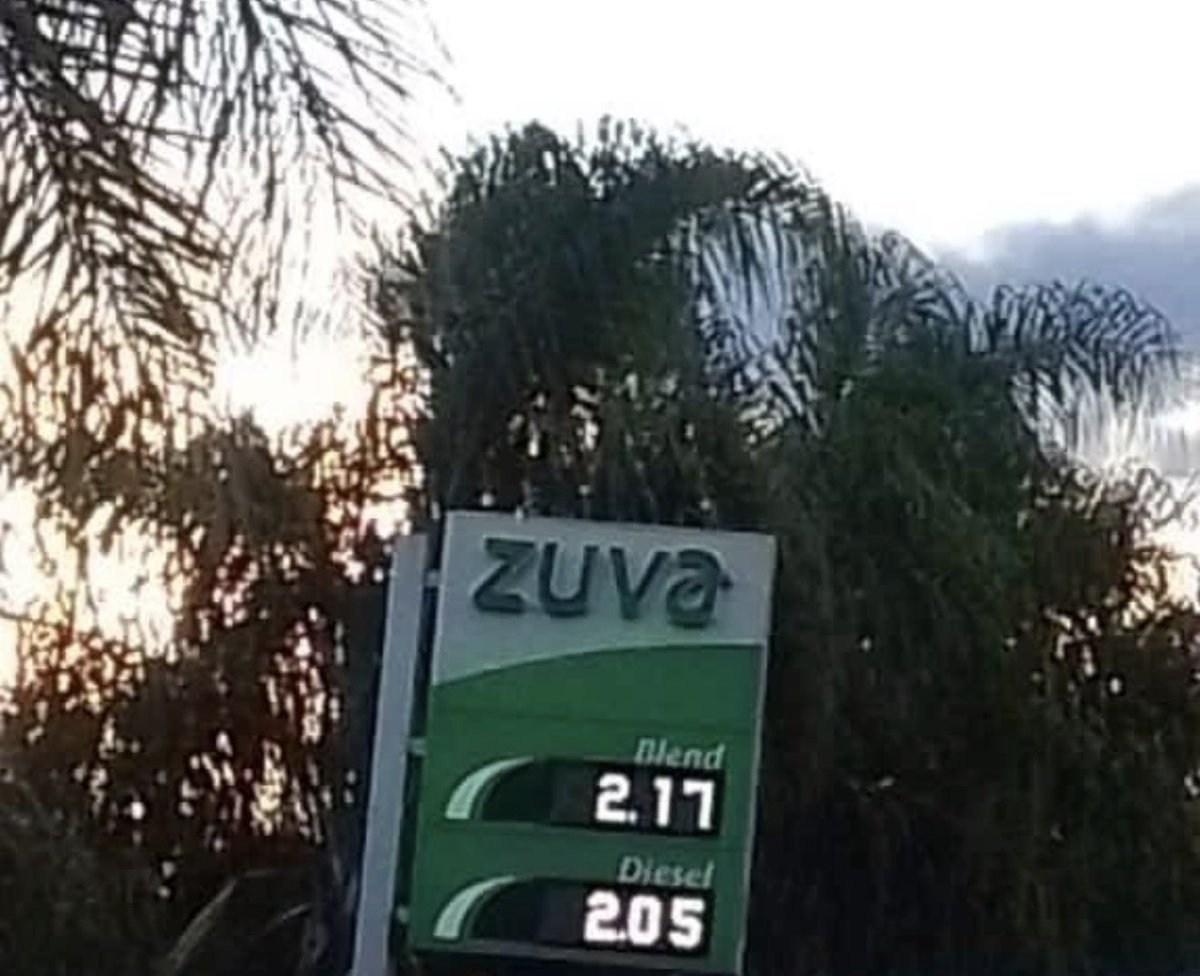 zuva
Blend
2.17
Diesel
2.05